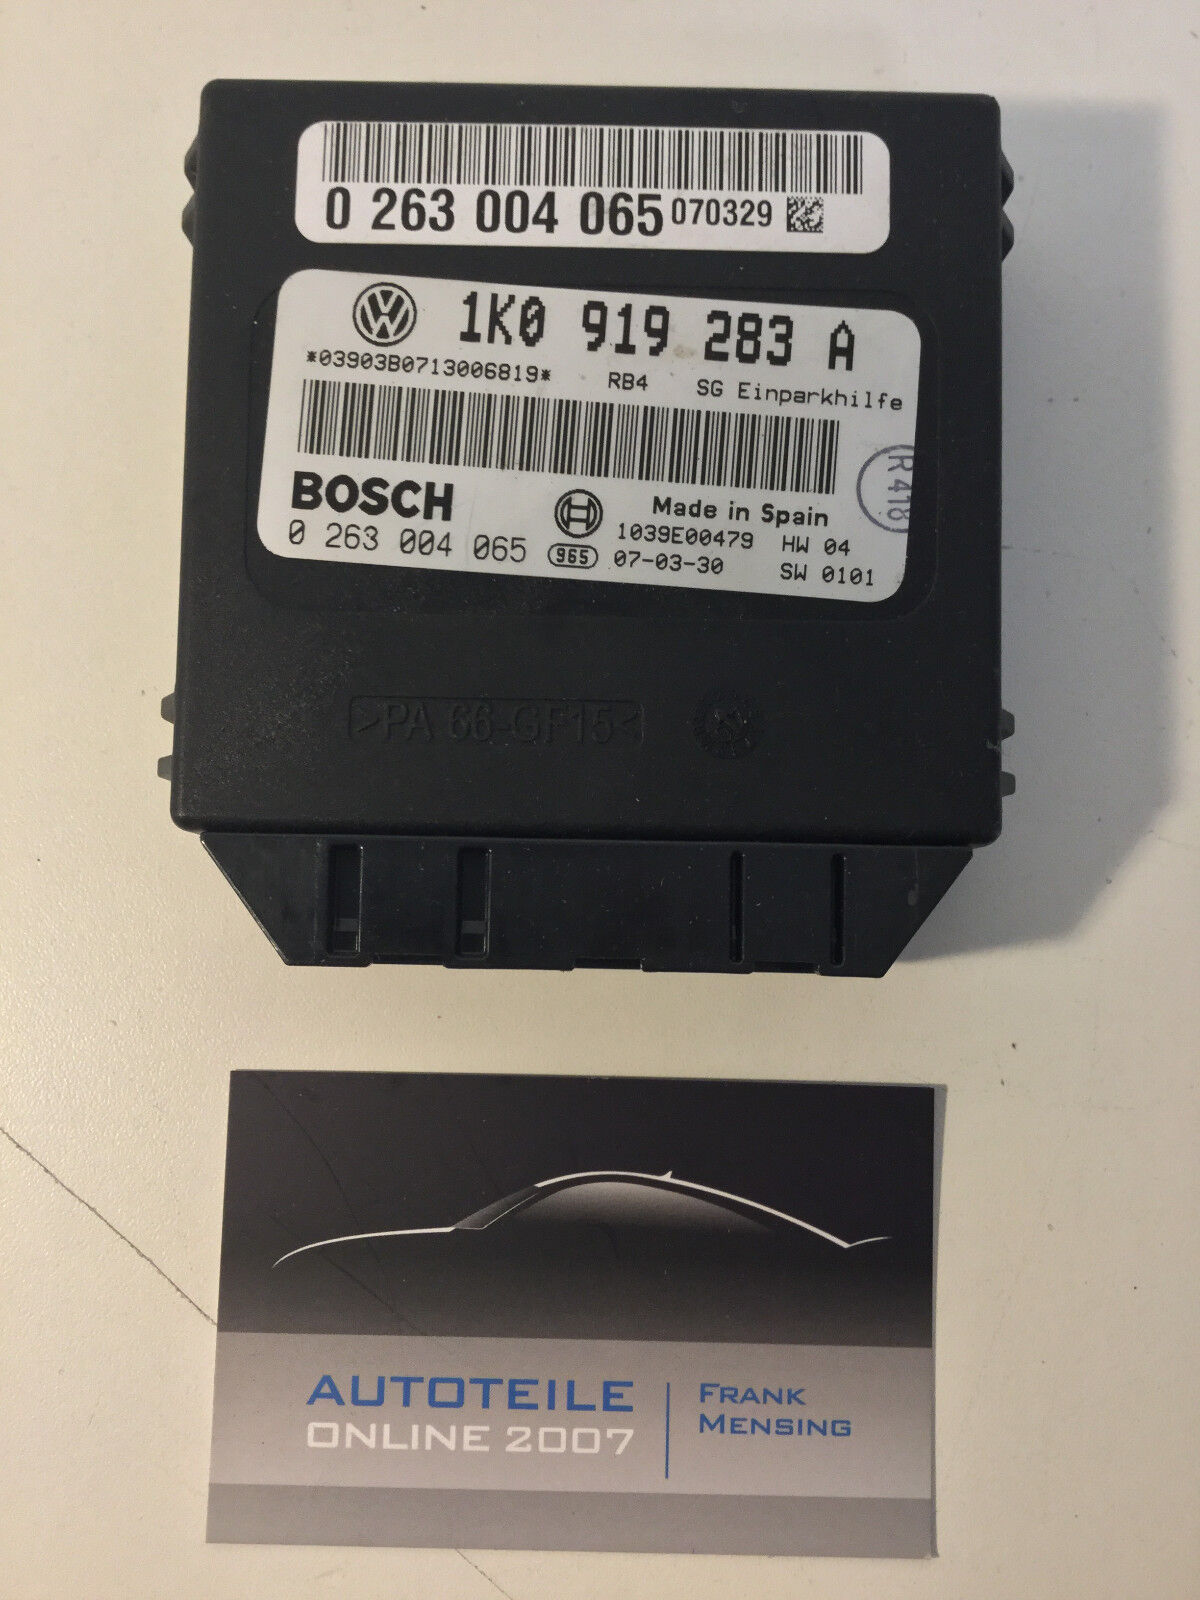 0 263 004 065 070329
1K0 919 283 A
*03903B0713006819* RB4 SG Einparkhilfe
BOSCH
0 263 004 065
Made in Spain
1039E00479 HW 04
965 07-03-30 SW 0101
R 418
>PA 66-GF15<
AUTOTEILE
ONLINE 2007
FRANK
MENSING